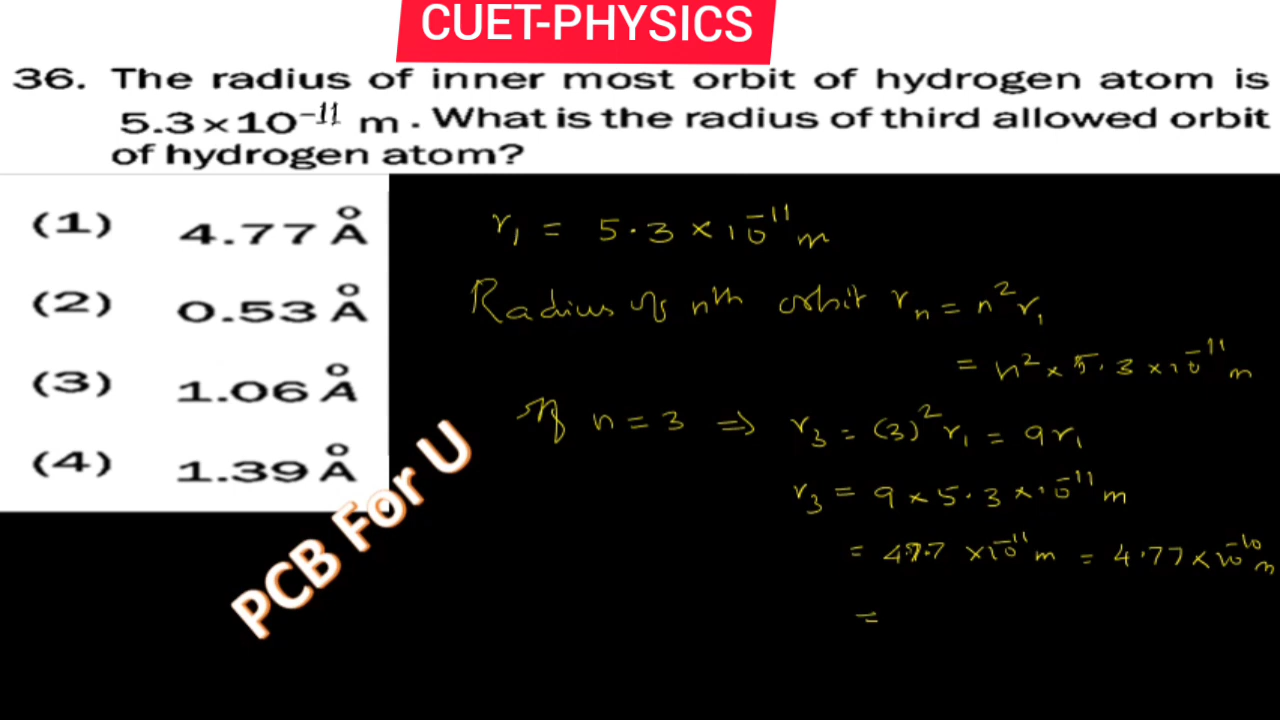 CUET-PHYSICS
36. The radius of inner most orbit of hydrogen atom is
5.3×10⁻¹¹ m. What is the radius of third allowed orbit
of hydrogen atom?
(1) 4.77 Å
(2) 0.53 Å
(3) 1.06 Å
(4) 1.39 Å
r₁ = 5.3 × 10⁻¹¹ m
Radius of nth orbit rₙ = n² r₁
= n² × 5.3 × 10⁻¹¹ m
If n = 3 ⇒ r₃ = (3)² r₁ = 9r₁
r₃ = 9 × 5.3 × 10⁻¹¹ m
= 47.7 × 10⁻¹¹ m = 4.77 × 10⁻¹⁰ m
=
PCB For U